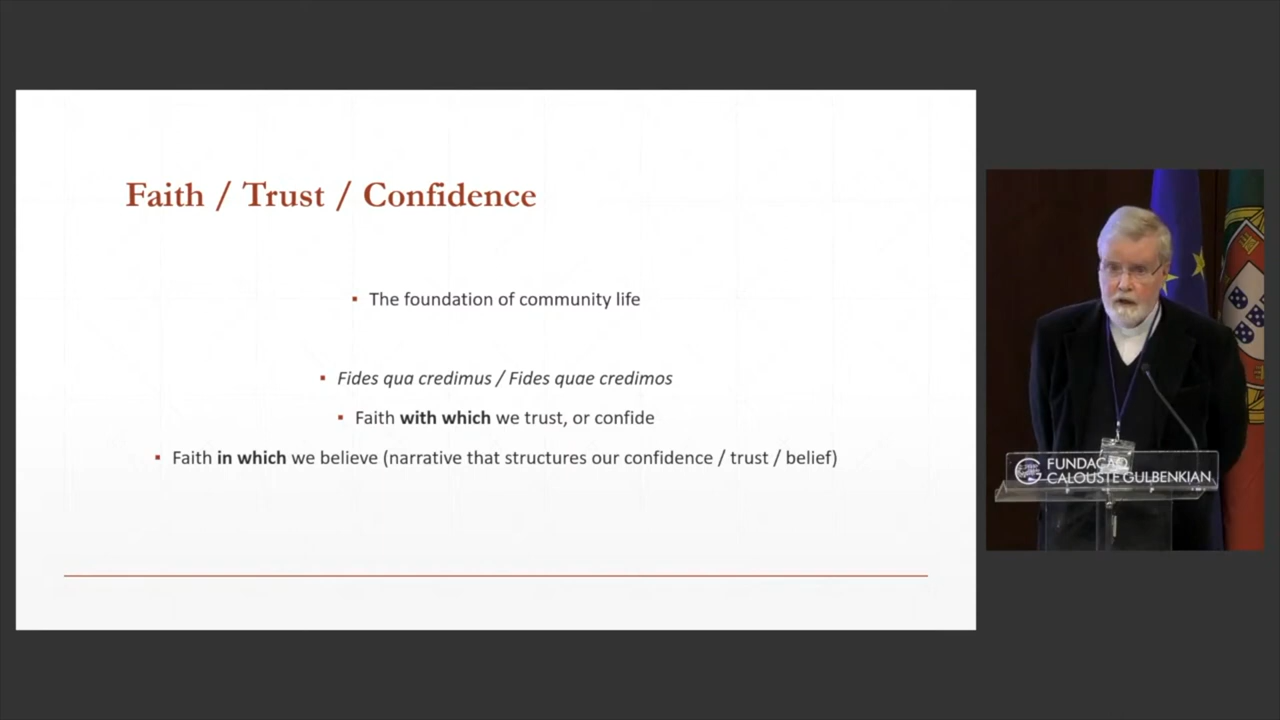 Faith / Trust / Confidence
▪ The foundation of community life
▪ Fides qua credimus / Fides quae credimos
▪ Faith with which we trust, or confide
▪ Faith in which we believe (narrative that structures our confidence / trust / belief)
FUNDAÇÃO
CALOUSTE GULBENKIAN